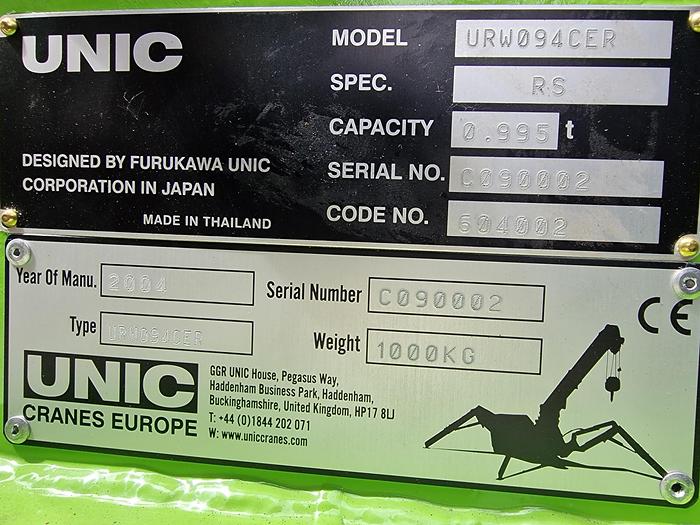 UNIC
MODEL URW094CER
SPEC. RS
CAPACITY 0.995 t
DESIGNED BY FURUKAWA UNIC
CORPORATION IN JAPAN
SERIAL NO. C090002
MADE IN THAILAND
CODE NO. 604002
Year Of Manu. 2004
Serial Number C090002
CE
Type URW094CER
Weight 1000KG
UNIC
CRANES EUROPE
GGR UNIC House, Pegasus Way,
Haddenham Business Park, Haddenham,
Buckinghamshire, United Kingdom, HP17 8LJ
T: +44 (0)1844 202 071
W: www.uniccranes.com